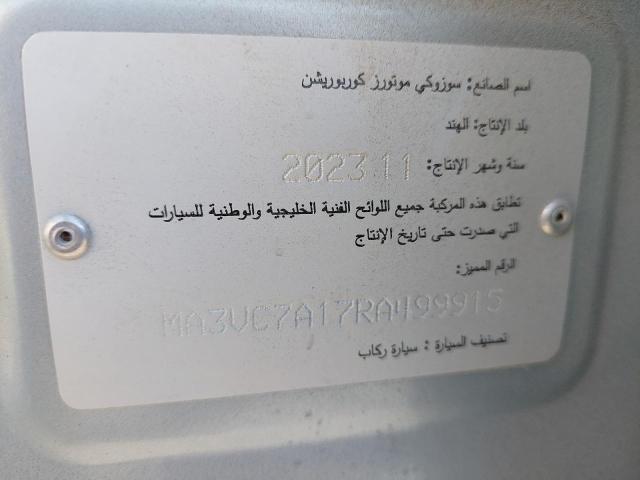 اسم الصانع: سوزوكي موتورز كوربوريشن
بلد الإنتاج: الهند
سنة وشهر الإنتاج: 2023.11
تطابق هذه المركبة جميع اللوائح الفنية الخليجية والوطنية للسيارات
التي صدرت حتى تاريخ الإنتاج
الرقم المميز:
MA3VC7A17RA499915
تصنيف السيارة : سيارة ركاب